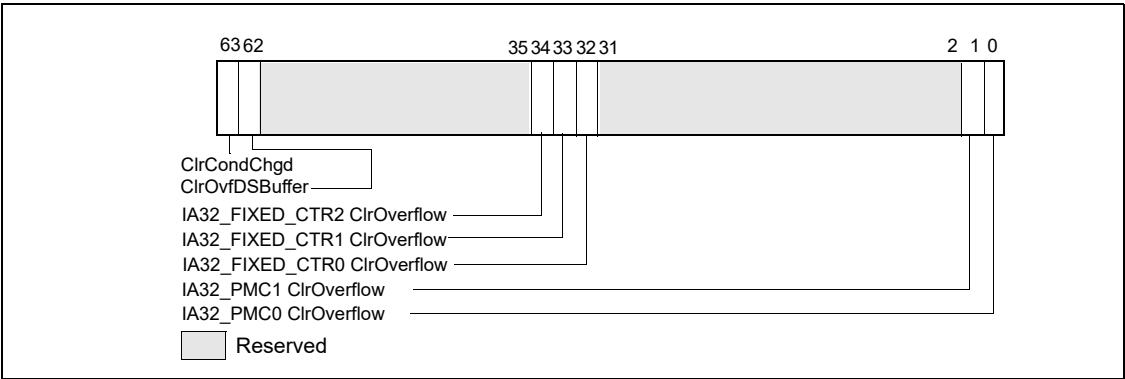 63 62 35 34 33 32 31 2 1 0
ClrCondChgd
ClrOvfDSBuffer
IA32_FIXED_CTR2 ClrOverflow
IA32_FIXED_CTR1 ClrOverflow
IA32_FIXED_CTR0 ClrOverflow
IA32_PMC1 ClrOverflow
IA32_PMC0 ClrOverflow
Reserved